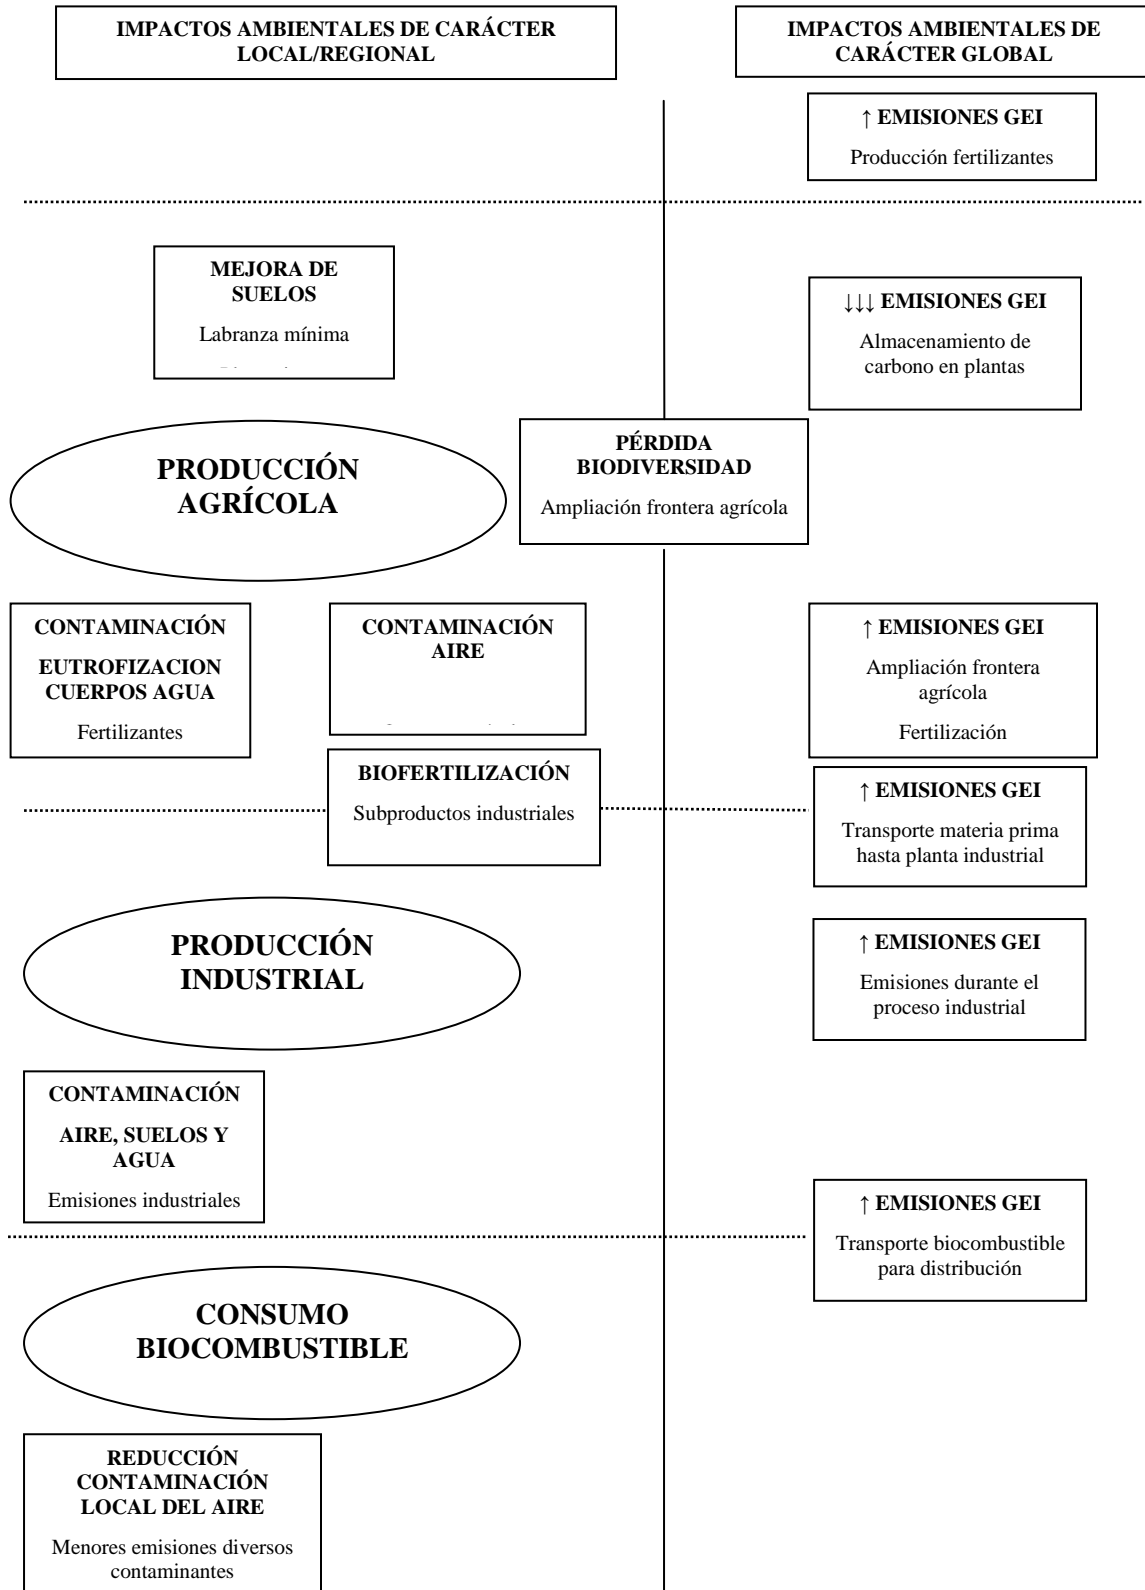 IMPACTOS AMBIENTALES DE CARÁCTER
LOCAL/REGIONAL
IMPACTOS AMBIENTALES DE
CARÁCTER GLOBAL
↑ EMISIONES GEI
Producción fertilizantes
MEJORA DE
SUELOS
Labranza mínima
↓↓↓ EMISIONES GEI
Almacenamiento de
carbono en plantas
PRODUCCIÓN
AGRÍCOLA
PÉRDIDA
BIODIVERSIDAD
Ampliación frontera agrícola
CONTAMINACIÓN
EUTROFIZACION
CUERPOS AGUA
Fertilizantes
CONTAMINACIÓN
AIRE
↑ EMISIONES GEI
Ampliación frontera
agrícola
Fertilización
BIOFERTILIZACIÓN
Subproductos industriales
↑ EMISIONES GEI
Transporte materia prima
hasta planta industrial
PRODUCCIÓN
INDUSTRIAL
↑ EMISIONES GEI
Emisiones durante el
proceso industrial
CONTAMINACIÓN
AIRE, SUELOS Y
AGUA
Emisiones industriales
↑ EMISIONES GEI
Transporte biocombustible
para distribución
CONSUMO
BIOCOMBUSTIBLE
REDUCCIÓN
CONTAMINACIÓN
LOCAL DEL AIRE
Menores emisiones diversos
contaminantes